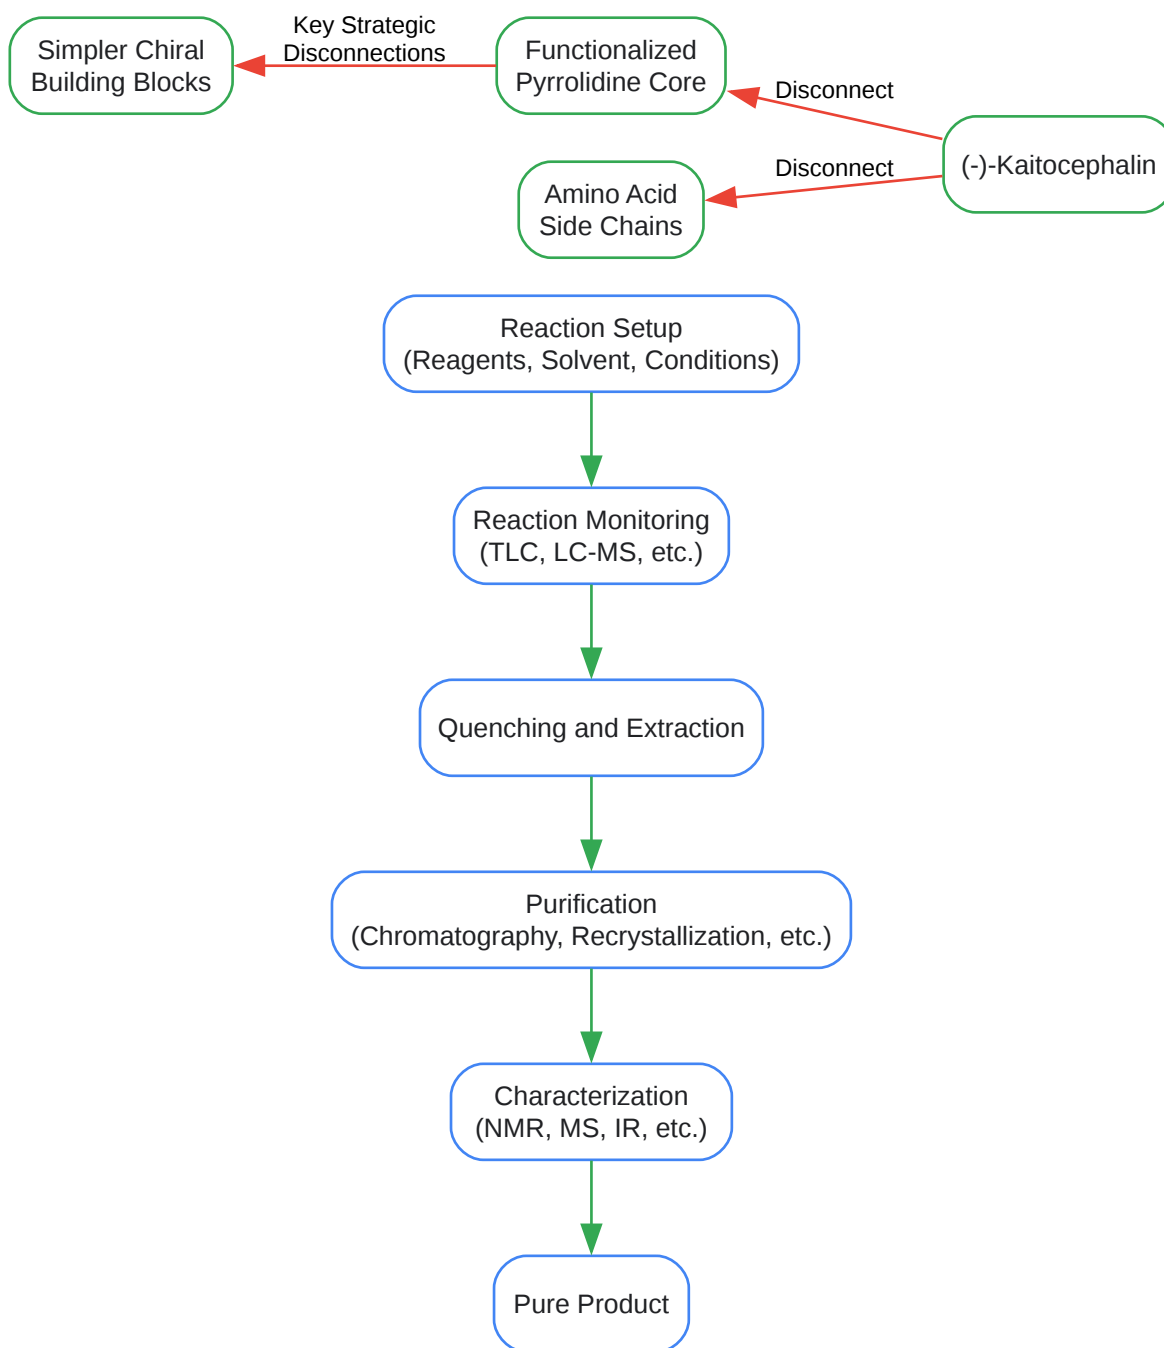 Simpler Chiral
Building Blocks
Key Strategic
Disconnections
Functionalized
Pyrrolidine Core
Disconnect
(-)-Kaitocephalin
Disconnect
Amino Acid
Side Chains
Reaction Setup
(Reagents, Solvent, Conditions)
Reaction Monitoring
(TLC, LC-MS, etc.)
Quenching and Extraction
Purification
(Chromatography, Recrystallization, etc.)
Characterization
(NMR, MS, IR, etc.)
Pure Product